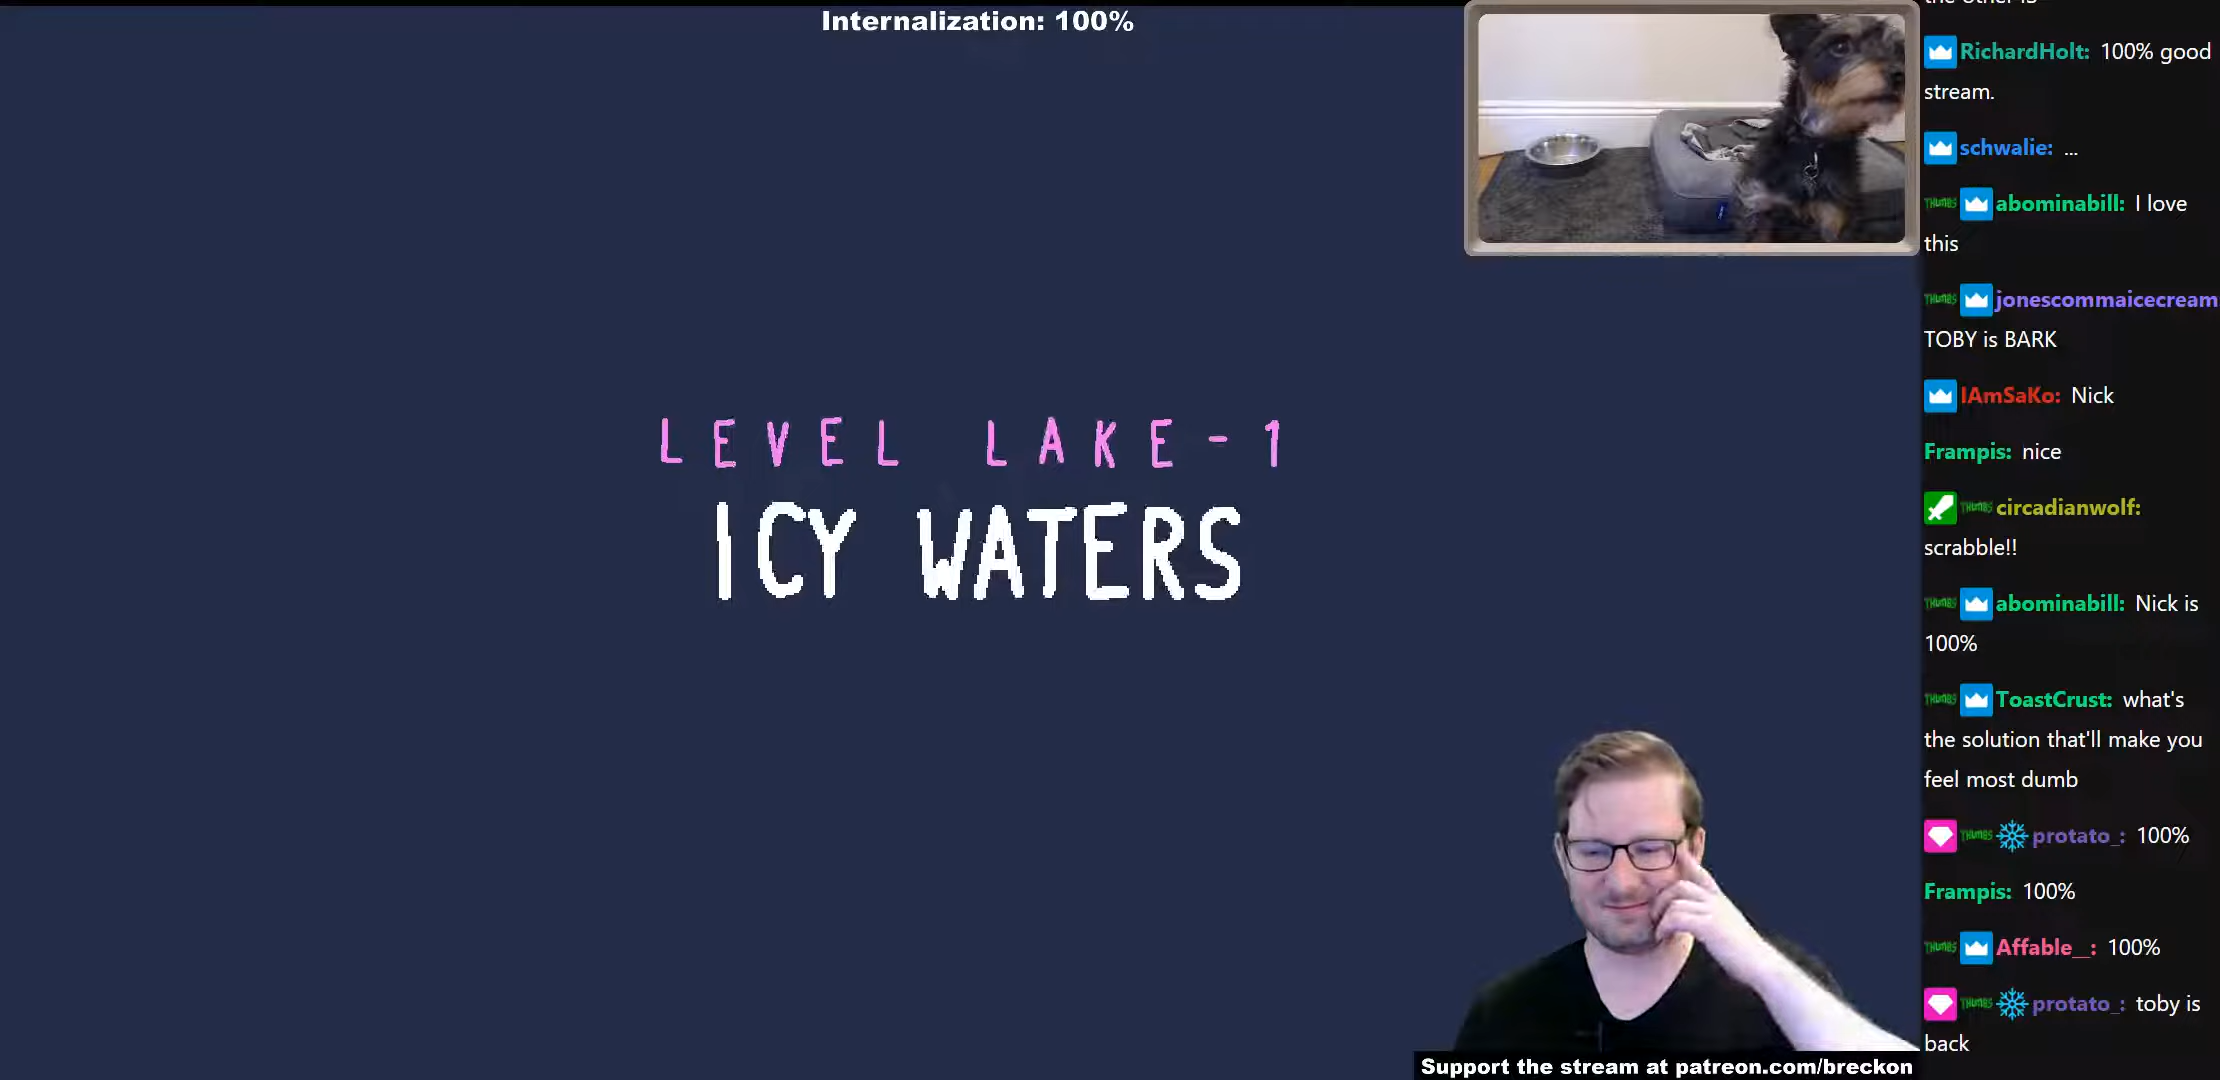 Internalization: 100%
LEVEL LAKE-1
ICY WATERS
RichardHolt: 100% good
stream.
schwalie: ...
abominabill: I love
this
jonescommaicecream
TOBY is BARK
IAmSaKo: Nick
Frampis: nice
circadianwolf:
scrabble!!
abominabill: Nick is
100%
ToastCrust: what's
the solution that'll make you
feel most dumb
protato_: 100%
Frampis: 100%
Affable__: 100%
protato_: toby is
back
Support the stream at patreon.com/breckon